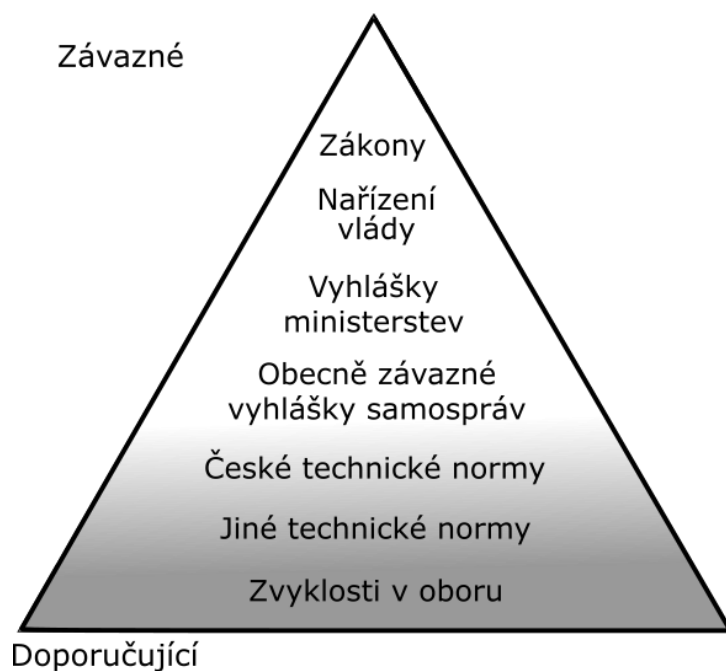 Závazné
Zákony
Nařízení
vlády
Vyhlášky
ministerstev
Obecně závazné
vyhlášky samospráv
České technické normy
Jiné technické normy
Zvyklosti v oboru
Doporučující